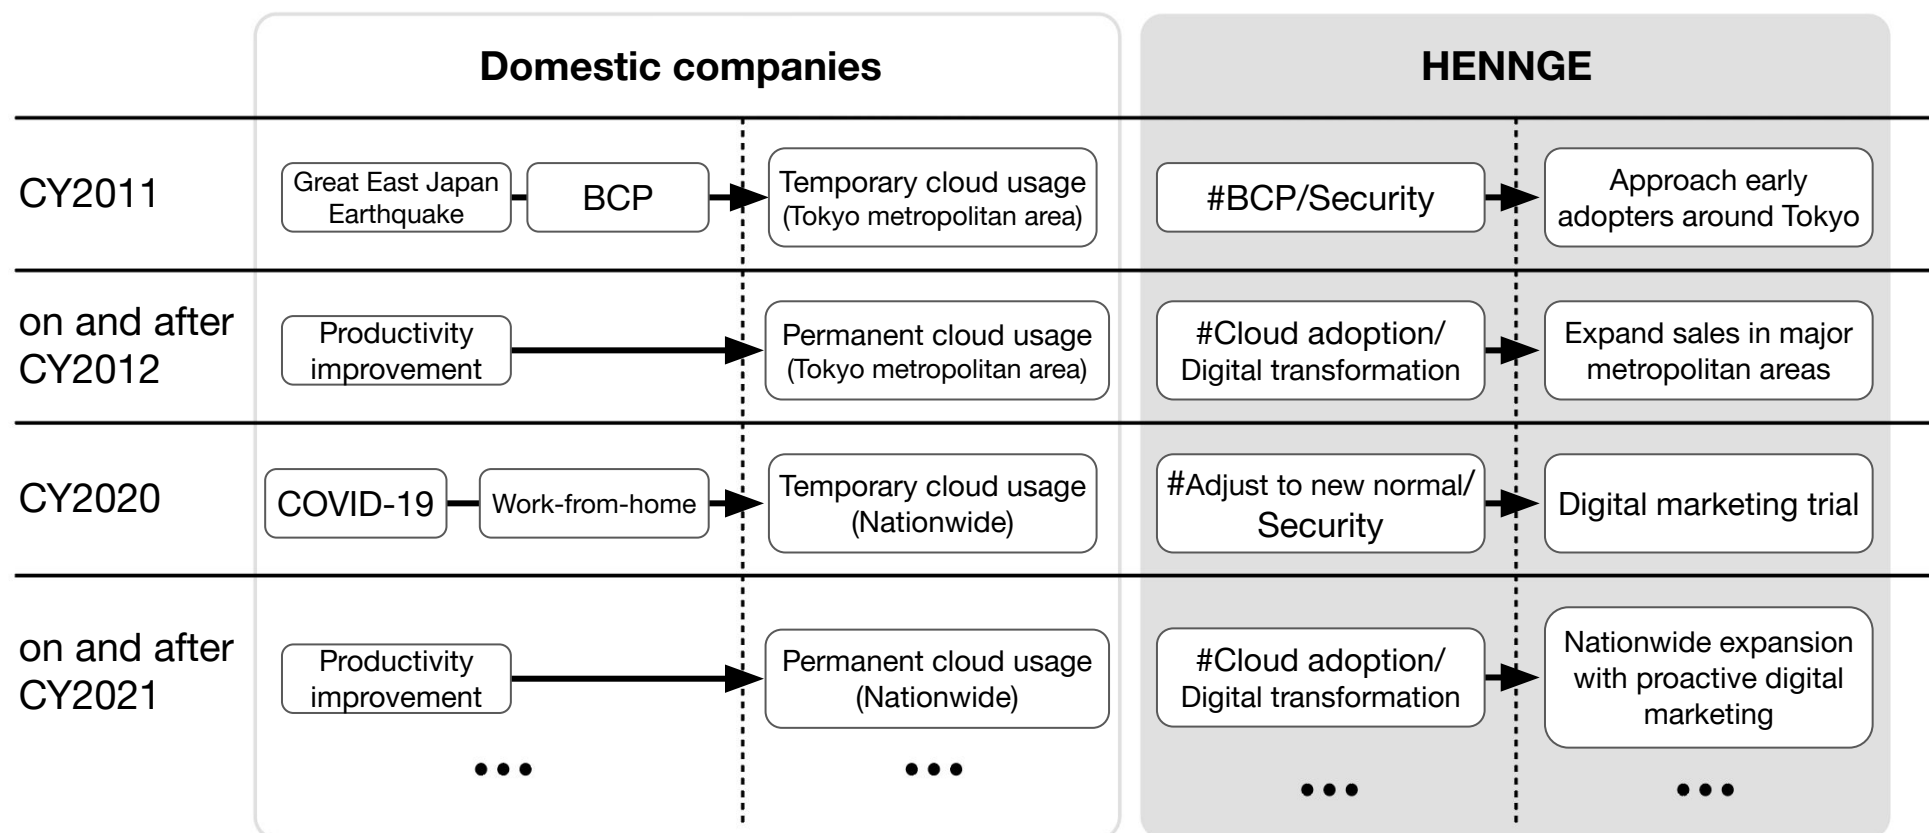 Domestic companies
HENNGE
CY2011
Great East Japan
Earthquake
BCP
Temporary cloud usage
(Tokyo metropolitan area)
#BCP/Security
Approach early
adopters around Tokyo
on and after
CY2012
Productivity
improvement
Permanent cloud usage
(Tokyo metropolitan area)
#Cloud adoption/
Digital transformation
Expand sales in major
metropolitan areas
CY2020
COVID-19
Work-from-home
Temporary cloud usage
(Nationwide)
#Adjust to new normal/
Security
Digital marketing trial
on and after
CY2021
Productivity
improvement
Permanent cloud usage
(Nationwide)
#Cloud adoption/
Digital transformation
Nationwide expansion
with proactive digital
marketing
•••
•••
•••
•••